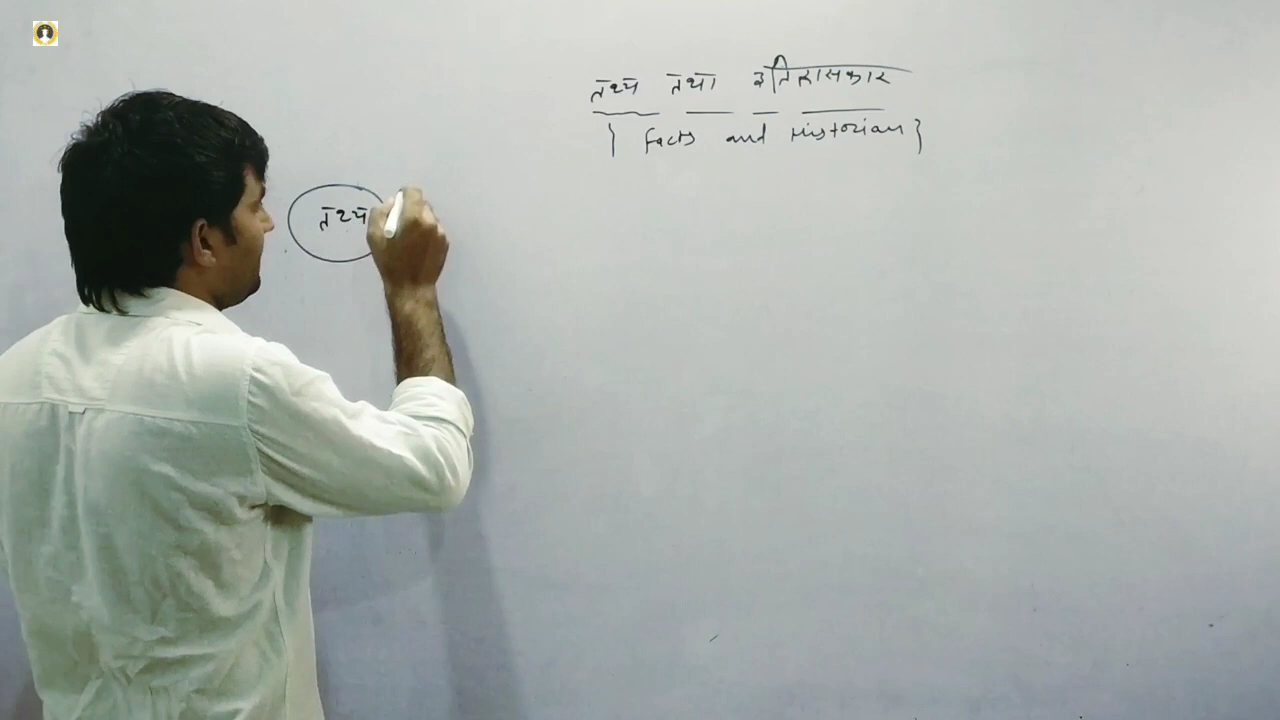 तथ्य तथा इतिहासकार
{ Facts and Historian }
तथ्य